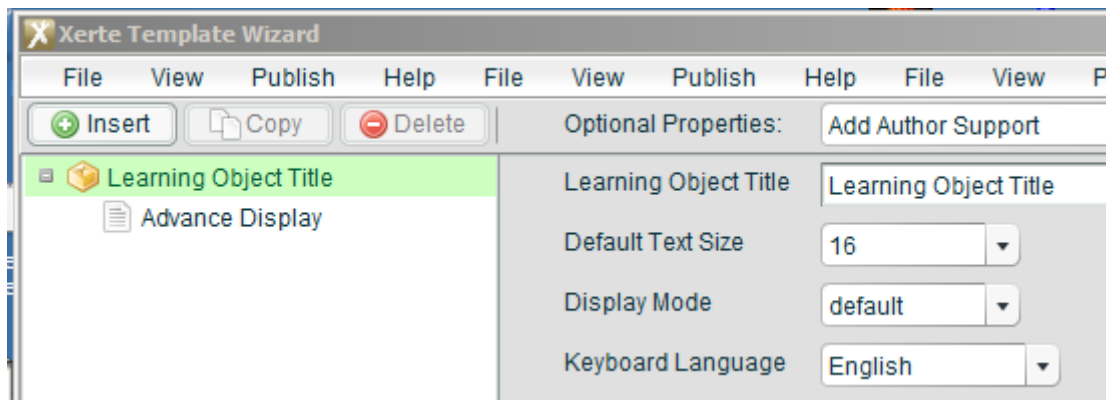 Xerte Template Wizard
File View Publish Help File View Publish Help File View P
Insert Copy Delete Optional Properties: Add Author Support
Learning Object Title Learning Object Title Learning Object Title
Advance Display Default Text Size 16
Display Mode default
Keyboard Language English